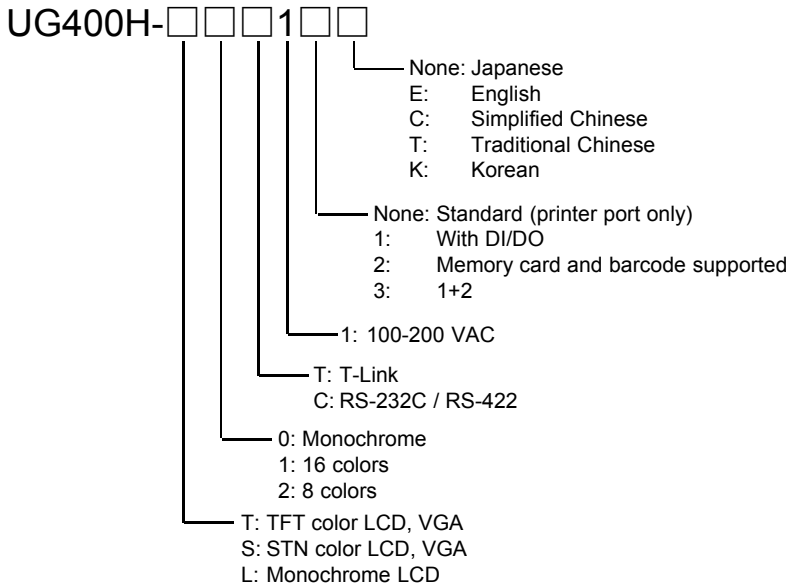 UG400H-□□□1□□
None: Japanese
E: English
C: Simplified Chinese
T: Traditional Chinese
K: Korean
None: Standard (printer port only)
1: With DI/DO
2: Memory card and barcode supported
3: 1+2
1: 100-200 VAC
T: T-Link
C: RS-232C / RS-422
0: Monochrome
1: 16 colors
2: 8 colors
T: TFT color LCD, VGA
S: STN color LCD, VGA
L: Monochrome LCD